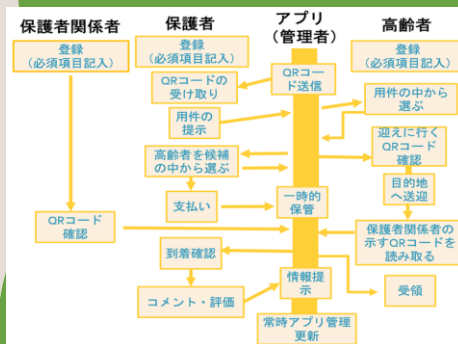 保護者関係者
保護者
アプリ
(管理者)
高齢者
登録
(必須項目記入)
登録
(必須項目記入)
登録
(必須項目記入)
QRコードの
受け取り
QRコー
ド送信
用件の中から
選ぶ
用件の
提示
迎えに行く
QRコード
確認
高齢者を候補
の中から選ぶ
目的地
へ送迎
支払い
一時的
保管
QRコード
確認
保護者関係者の
示すQRコードを
読み取る
到着確認
情報提
示
受領
コメント・評価
常時アプリ管理
更新